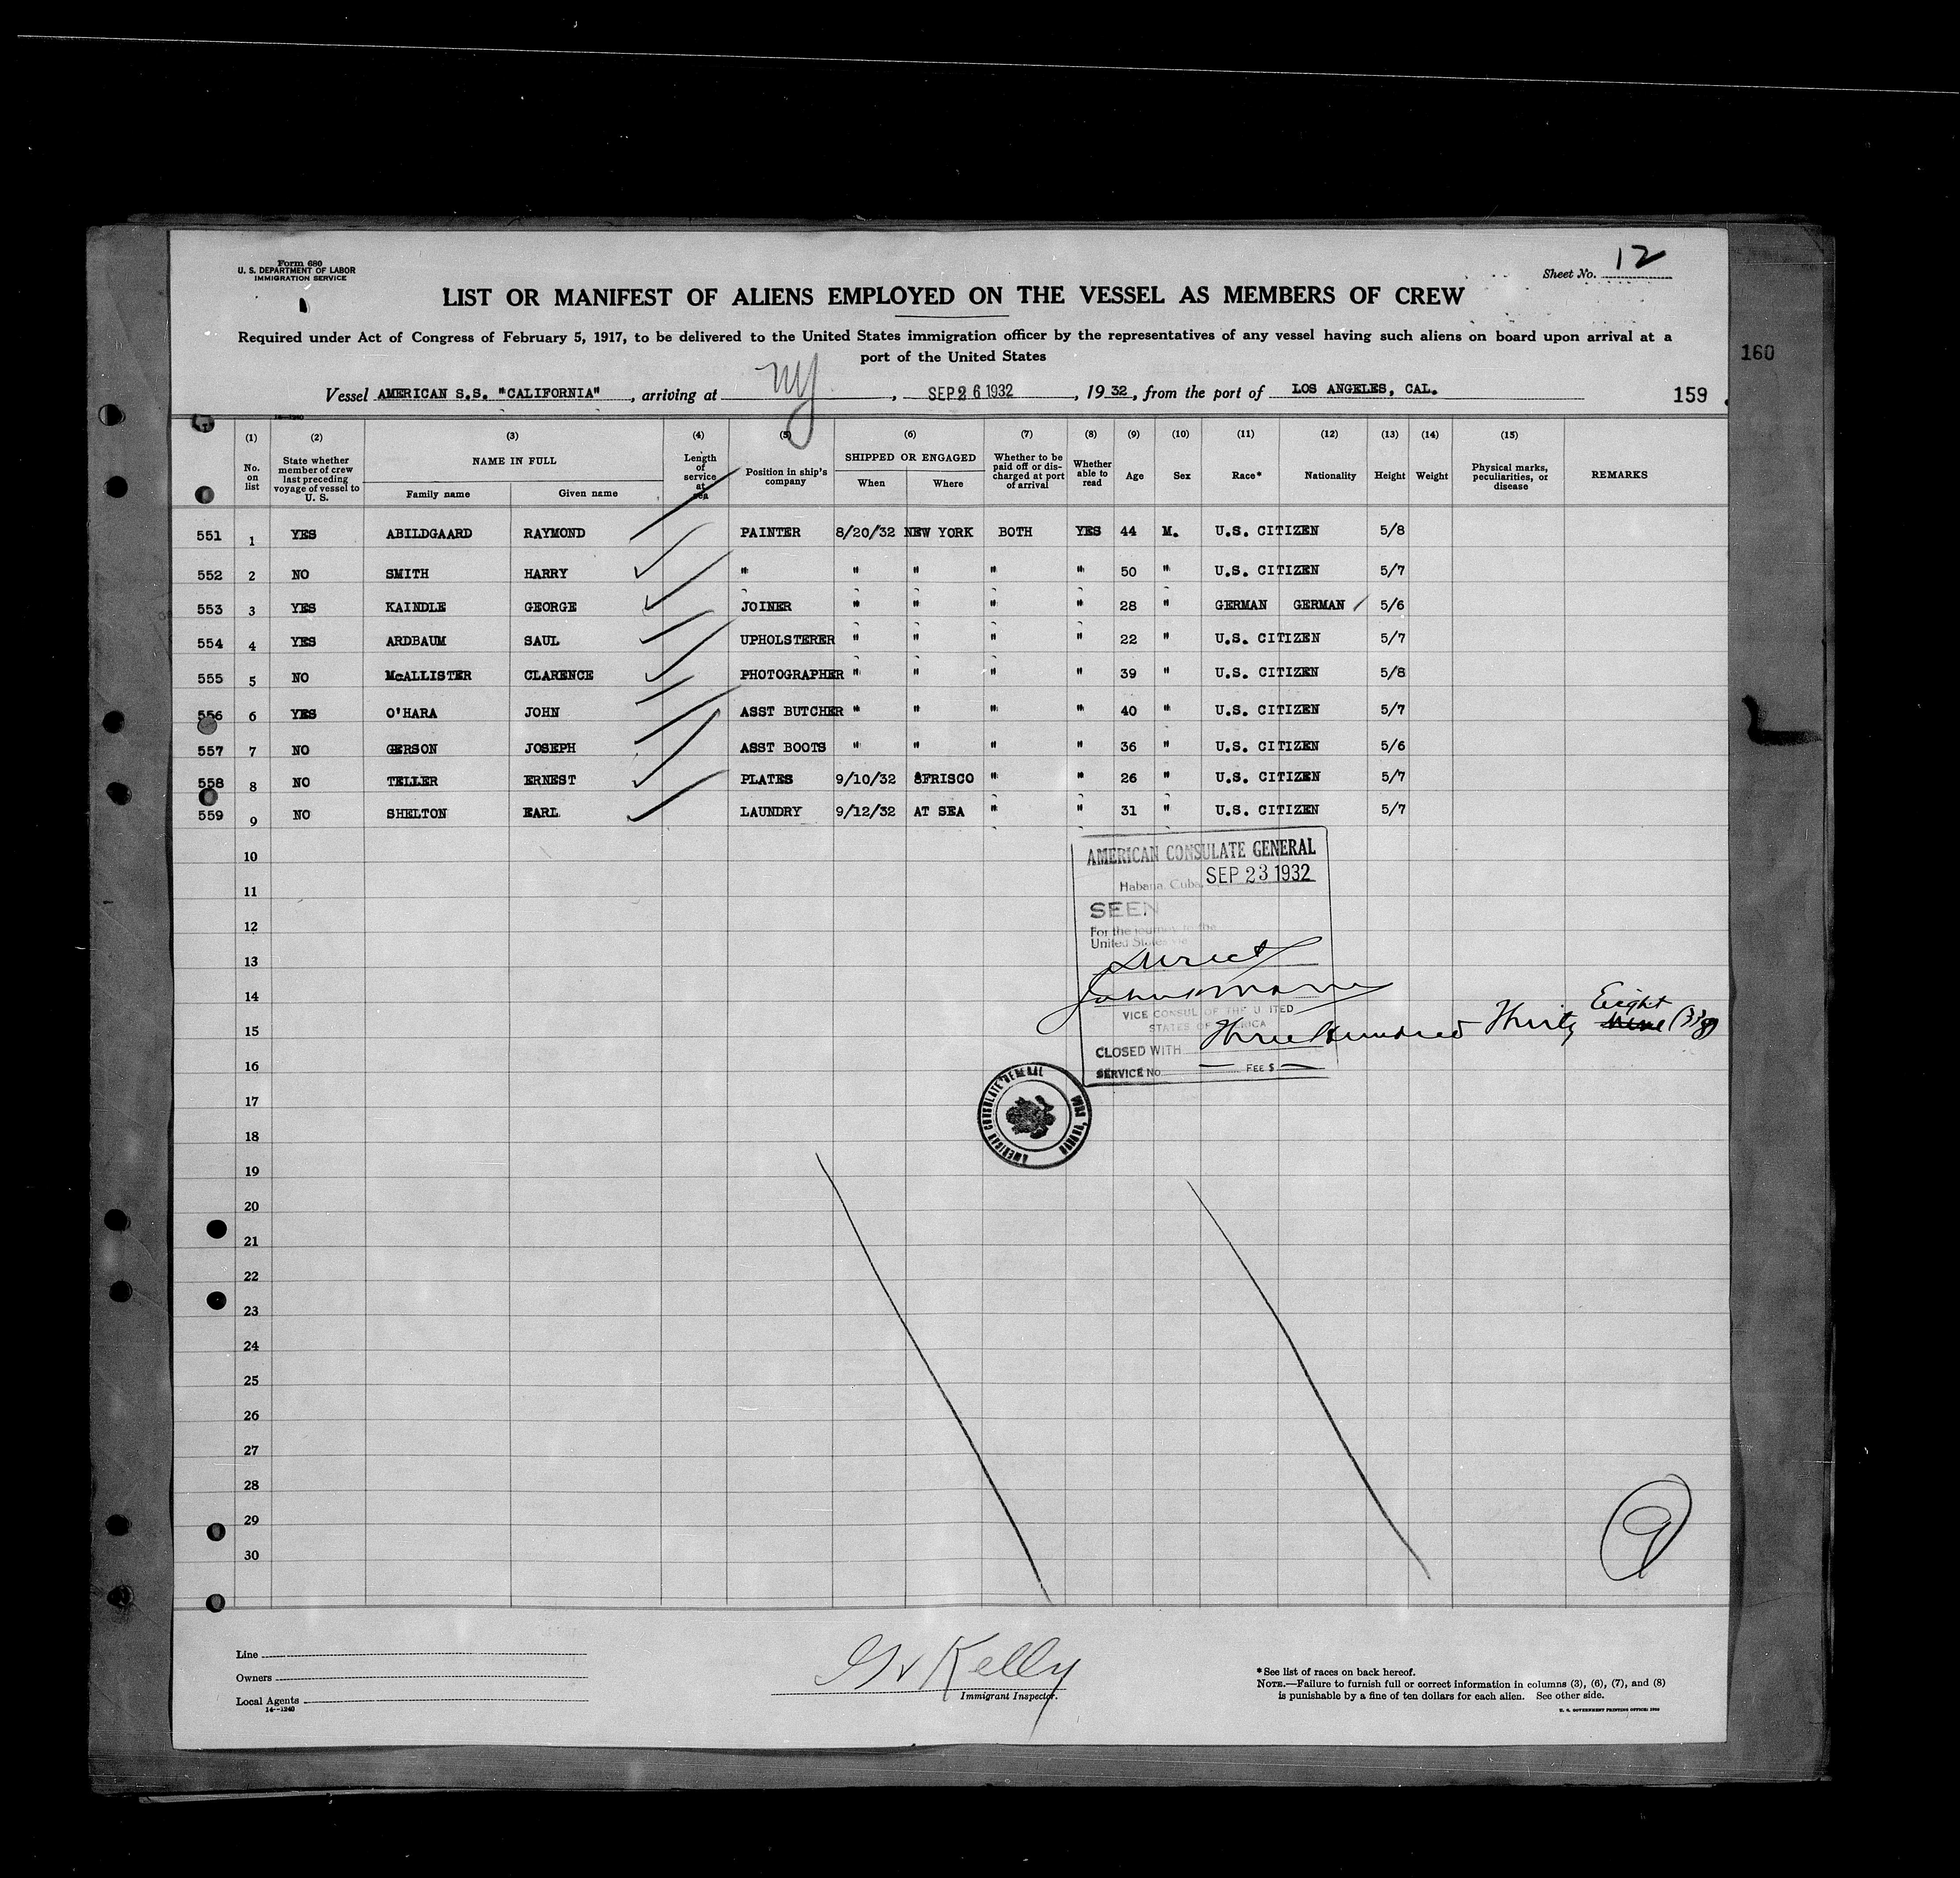 Form 680
U. S. DEPARTMENT OF LABOR
IMMIGRATION SERVICE
Sheet No. 12
LIST OR MANIFEST OF ALIENS EMPLOYED ON THE VESSEL AS MEMBERS OF CREW
Required under Act of Congress of February 5, 1917, to be delivered to the United States immigration officer by the representatives of any vessel having such aliens on board upon arrival at a
port of the United States
160
Vessel AMERICAN S.S. "CALIFORNIA", arriving at NY, SEP 26 1932, 1932, from the port of LOS ANGELES, CAL.
159
14-1240
(1) (2) (3) (4) (5) (6) (7) (8) (9) (10) (11) (12) (13) (14) (15)
No. on list State whether member of crew last preceding voyage of vessel to U. S. NAME IN FULL Family name Given name Length of service at sea Position in ship's company SHIPPED OR ENGAGED When Where Whether to be paid off or discharged at port of arrival Whether able to read Age Sex Race* Nationality Height Weight Physical marks, peculiarities, or disease REMARKS
551 1 YES ABILDGAARD RAYMOND PAINTER 8/20/32 NEW YORK BOTH YES 44 M. U.S. CITIZEN 5/8
552 2 NO SMITH HARRY " " " " " 50 " U.S. CITIZEN 5/7
553 3 YES KAINDLE GEORGE JOINER " " " " 28 " GERMAN GERMAN 5/6
554 4 YES ARDBAUM SAUL UPHOLSTERER " " " " 22 " U.S. CITIZEN 5/7
555 5 NO McALLISTER CLARENCE PHOTOGRAPHER " " " " 39 " U.S. CITIZEN 5/8
556 6 YES O'HARA JOHN ASST BUTCHER " " " " 40 " U.S. CITIZEN 5/7
557 7 NO GERSON JOSEPH ASST BOOTS " " " " 36 " U.S. CITIZEN 5/6
558 8 NO TELLER ERNEST PLATES 9/10/32 SFRISCO " " 26 " U.S. CITIZEN 5/7
559 9 NO SHELTON EARL LAUNDRY 9/12/32 AT SEA " " 31 " U.S. CITIZEN 5/7
10
11
12
13
14
15
16
17
18
19
20
21
22
23
24
25
26
27
28
29
30
AMERICAN CONSULATE GENERAL
Habana, Cuba, SEP 23 1932
SEEN
For the journey to the
United States via
Direct
VICE CONSUL OF THE UNITED
STATES OF AMERICA
CLOSED WITH Three Hundred Thirty Eight (338)
SERVICE No. FEE $
AMERICAN CONSULATE GENERAL
HABANA, CUBA
9
Line
Owners
Local Agents
14-1240
Kelly
Immigrant Inspector.
*See list of races on back hereof.
NOTE.—Failure to furnish full or correct information in columns (3), (6), (7), and (8)
is punishable by a fine of ten dollars for each alien. See other side.
U. S. GOVERNMENT PRINTING OFFICE: